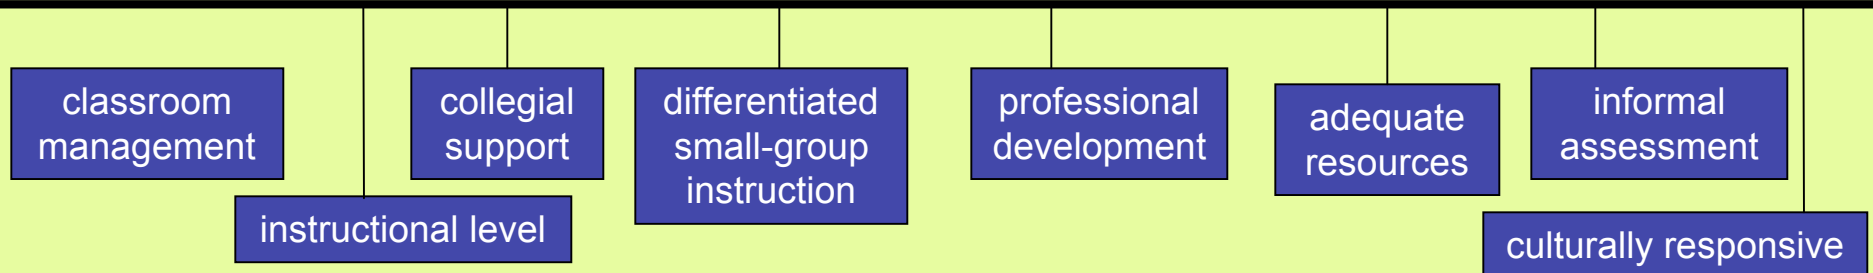 classroom
management
instructional level
collegial
support
differentiated
small-group
instruction
professional
development
adequate
resources
informal
assessment
culturally responsive